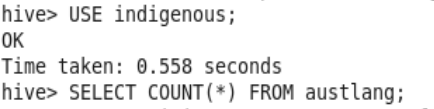 hive> USE indigenous;
OK
Time taken: 0.558 seconds
hive> SELECT COUNT(*) FROM austlang;